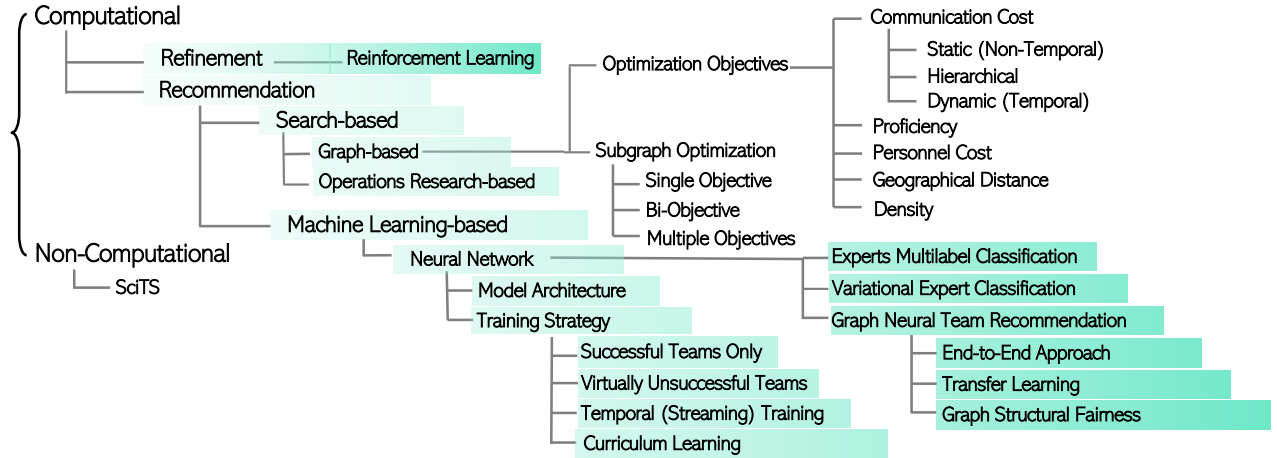 Computational
Refinement
Reinforcement Learning
Recommendation
Search-based
Graph-based
Operations Research-based
Optimization Objectives
Communication Cost
Static (Non-Temporal)
Hierarchical
Dynamic (Temporal)
Proficiency
Personnel Cost
Geographical Distance
Density
Subgraph Optimization
Single Objective
Bi-Objective
Multiple Objectives
Machine Learning-based
Neural Network
Model Architecture
Training Strategy
Successful Teams Only
Virtually Unsuccessful Teams
Temporal (Streaming) Training
Curriculum Learning
Experts Multilabel Classification
Variational Expert Classification
Graph Neural Team Recommendation
End-to-End Approach
Transfer Learning
Graph Structural Fairness
Non-Computational
SciTS